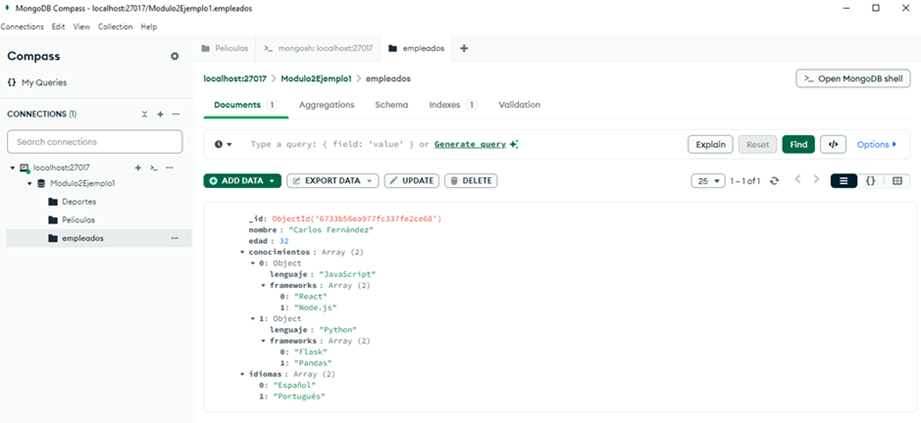 MongoDB Compass - localhost:27017/Modulo2Ejemplo1.empleados
Connections Edit View Collection Help
Compass
{} My Queries
CONNECTIONS (1)
Search connections
localhost:27017
Modulo2Ejemplo1
Deportes
Peliculas
empleados
Peliculas
>_ mongosh: localhost:27017
empleados
localhost:27017 > Modulo2Ejemplo1 > empleados
>_ Open MongoDB shell
Documents 1 Aggregations Schema Indexes 1 Validation
Type a query: { field: 'value' } or Generate query
Explain Reset Find </> Options
ADD DATA EXPORT DATA UPDATE DELETE
25 1 – 1 of 1 {}
_id: ObjectId('6733b56ea977fc337fe2ce68')
nombre : "Carlos Fernández"
edad : 32
conocimientos : Array (2)
0: Object
lenguaje : "JavaScript"
frameworks : Array (2)
0: "React"
1: "Node.js"
1: Object
lenguaje : "Python"
frameworks : Array (2)
0: "Flask"
1: "Pandas"
idiomas : Array (2)
0: "Español"
1: "Portugués"